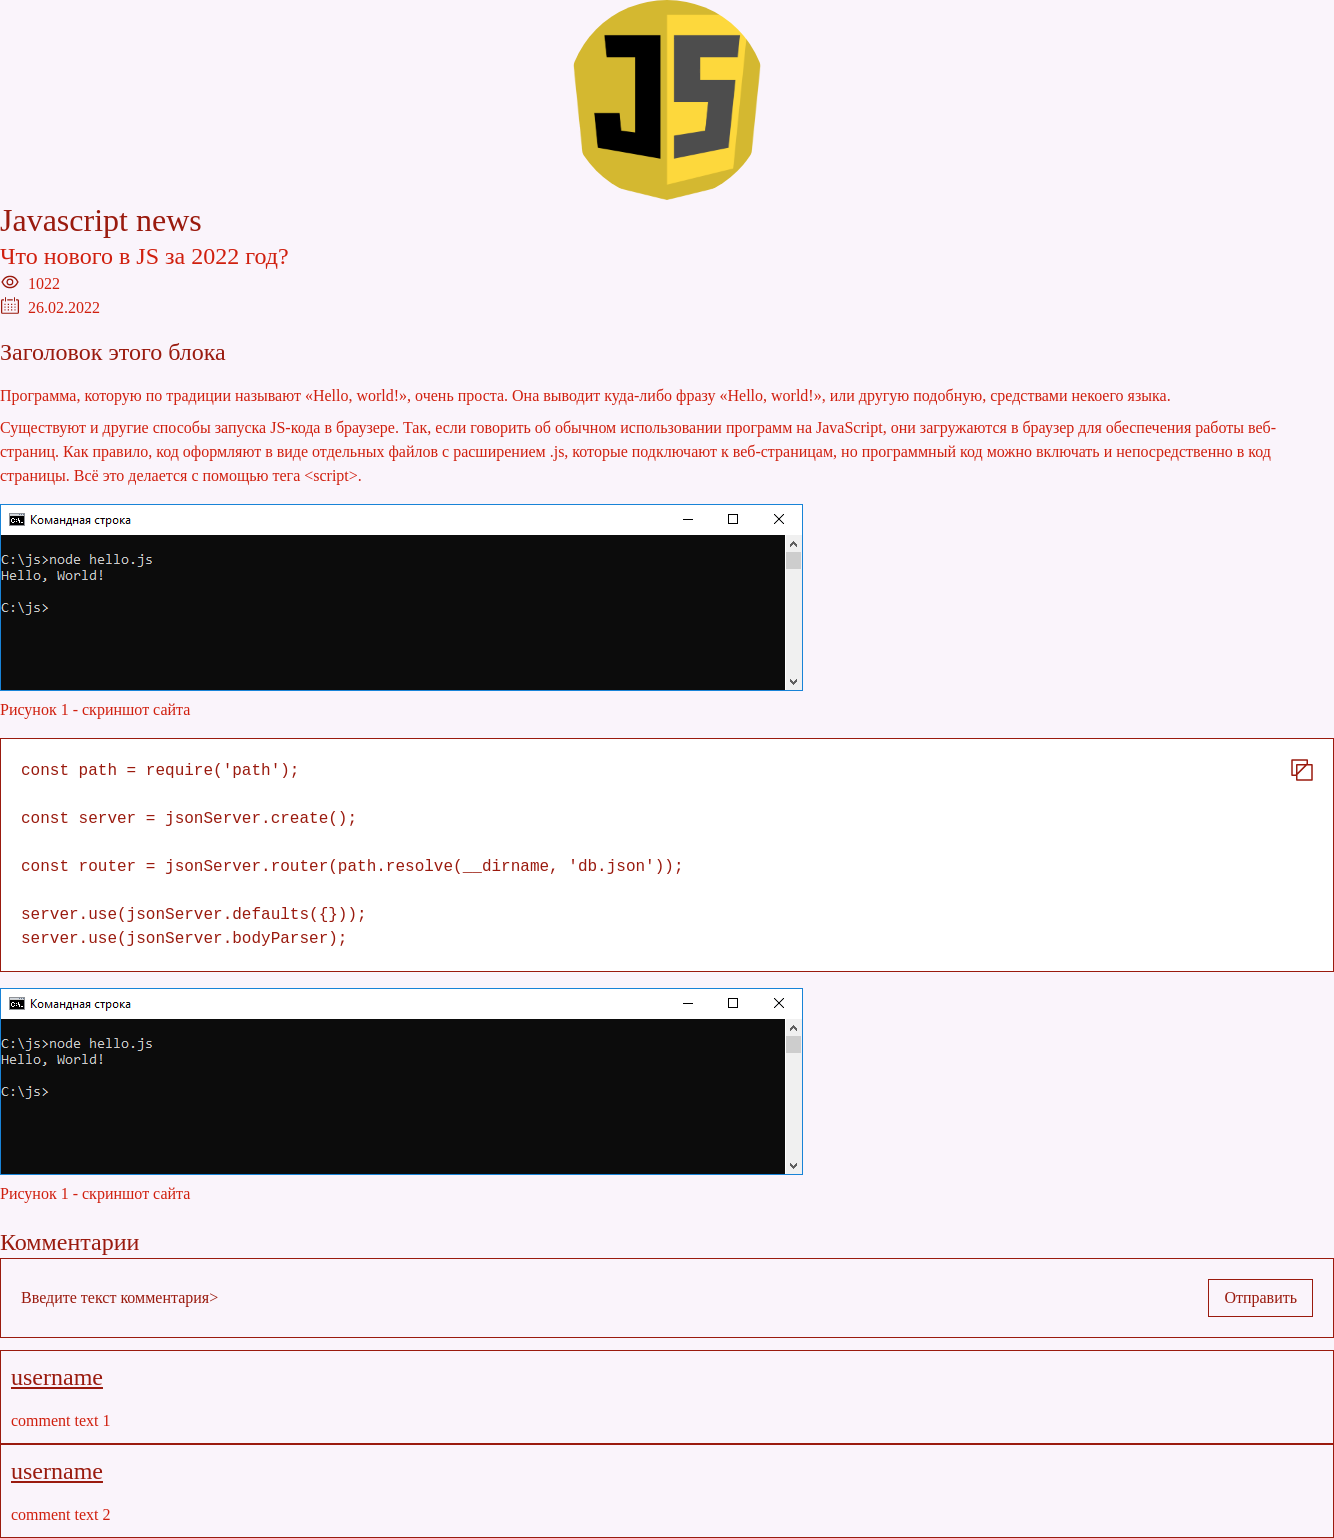 JS
Javascript news
Что нового в JS за 2022 год?
1022
26.02.2022
Заголовок этого блока
Программа, которую по традиции называют «Hello, world!», очень проста. Она выводит куда-либо фразу «Hello, world!», или другую подобную, средствами некоего языка.
Существуют и другие способы запуска JS-кода в браузере. Так, если говорить об обычном использовании программ на JavaScript, они загружаются в браузер для обеспечения работы веб-
страниц. Как правило, код оформляют в виде отдельных файлов с расширением .js, которые подключают к веб-страницам, но программный код можно включать и непосредственно в код
страницы. Всё это делается с помощью тега <script>.
Командная строка
C:\js>node hello.js
Hello, World!
C:\js>
Рисунок 1 - скриншот сайта
const path = require('path');
const server = jsonServer.create();
const router = jsonServer.router(path.resolve(__dirname, 'db.json'));
server.use(jsonServer.defaults({}));
server.use(jsonServer.bodyParser);
Командная строка
C:\js>node hello.js
Hello, World!
C:\js>
Рисунок 1 - скриншот сайта
Комментарии
Введите текст комментария>
Отправить
username
comment text 1
username
comment text 2